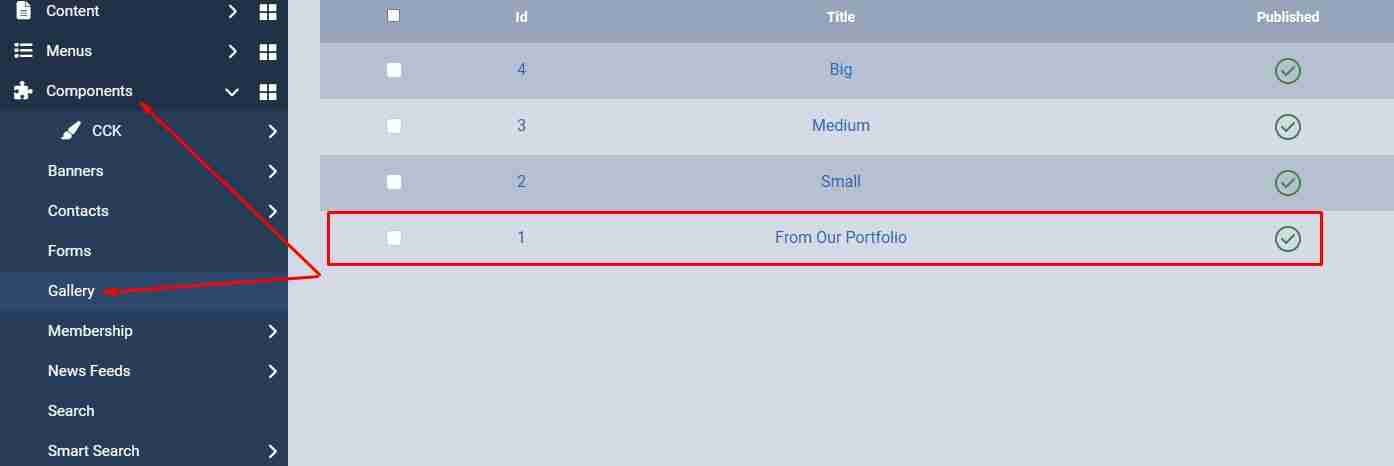 Content
Menus
Components
CCK
Banners
Contacts
Forms
Gallery
Membership
News Feeds
Search
Smart Search
Id Title Published
4 Big
3 Medium
2 Small
1 From Our Portfolio